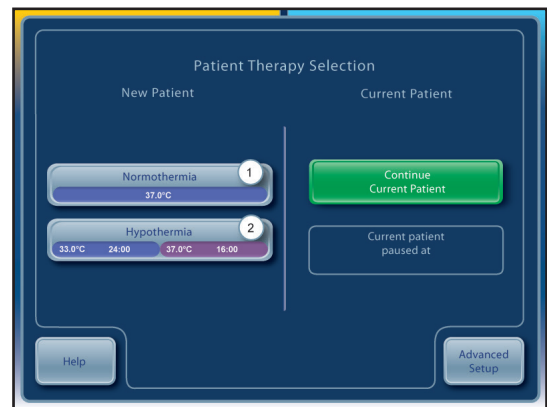 Patient Therapy Selection
New Patient
Current Patient
Normothermia
1
37.0°C
Hypothermia
2
33.0°C 24:00 37.0°C 16:00
Continue
Current Patient
Current patient
paused at
Help
Advanced
Setup